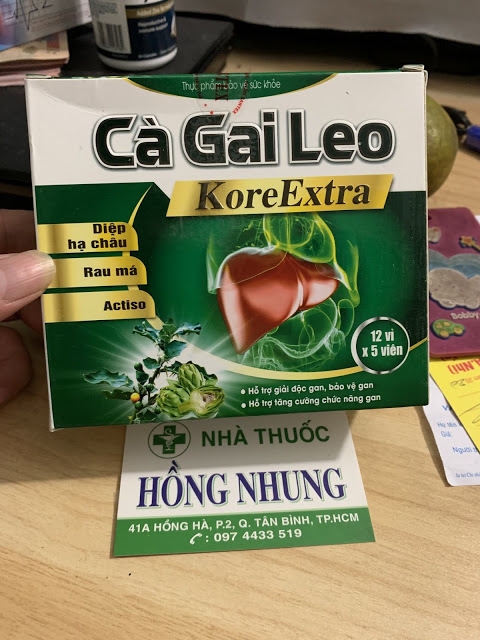 Thực phẩm bảo vệ sức khỏe
Cà Gai Leo
KoreExtra
Diệp
hạ châu
Rau má
Actiso
12 vỉ
x 5 viên
• Hỗ trợ giải độc gan, bảo vệ gan
• Hỗ trợ tăng cường chức năng gan
NHÀ THUỐC
HỒNG NHUNG
41A HỒNG HÀ, P.2, Q. TÂN BÌNH, TP.HCM
: 097 4433 519
Bobby